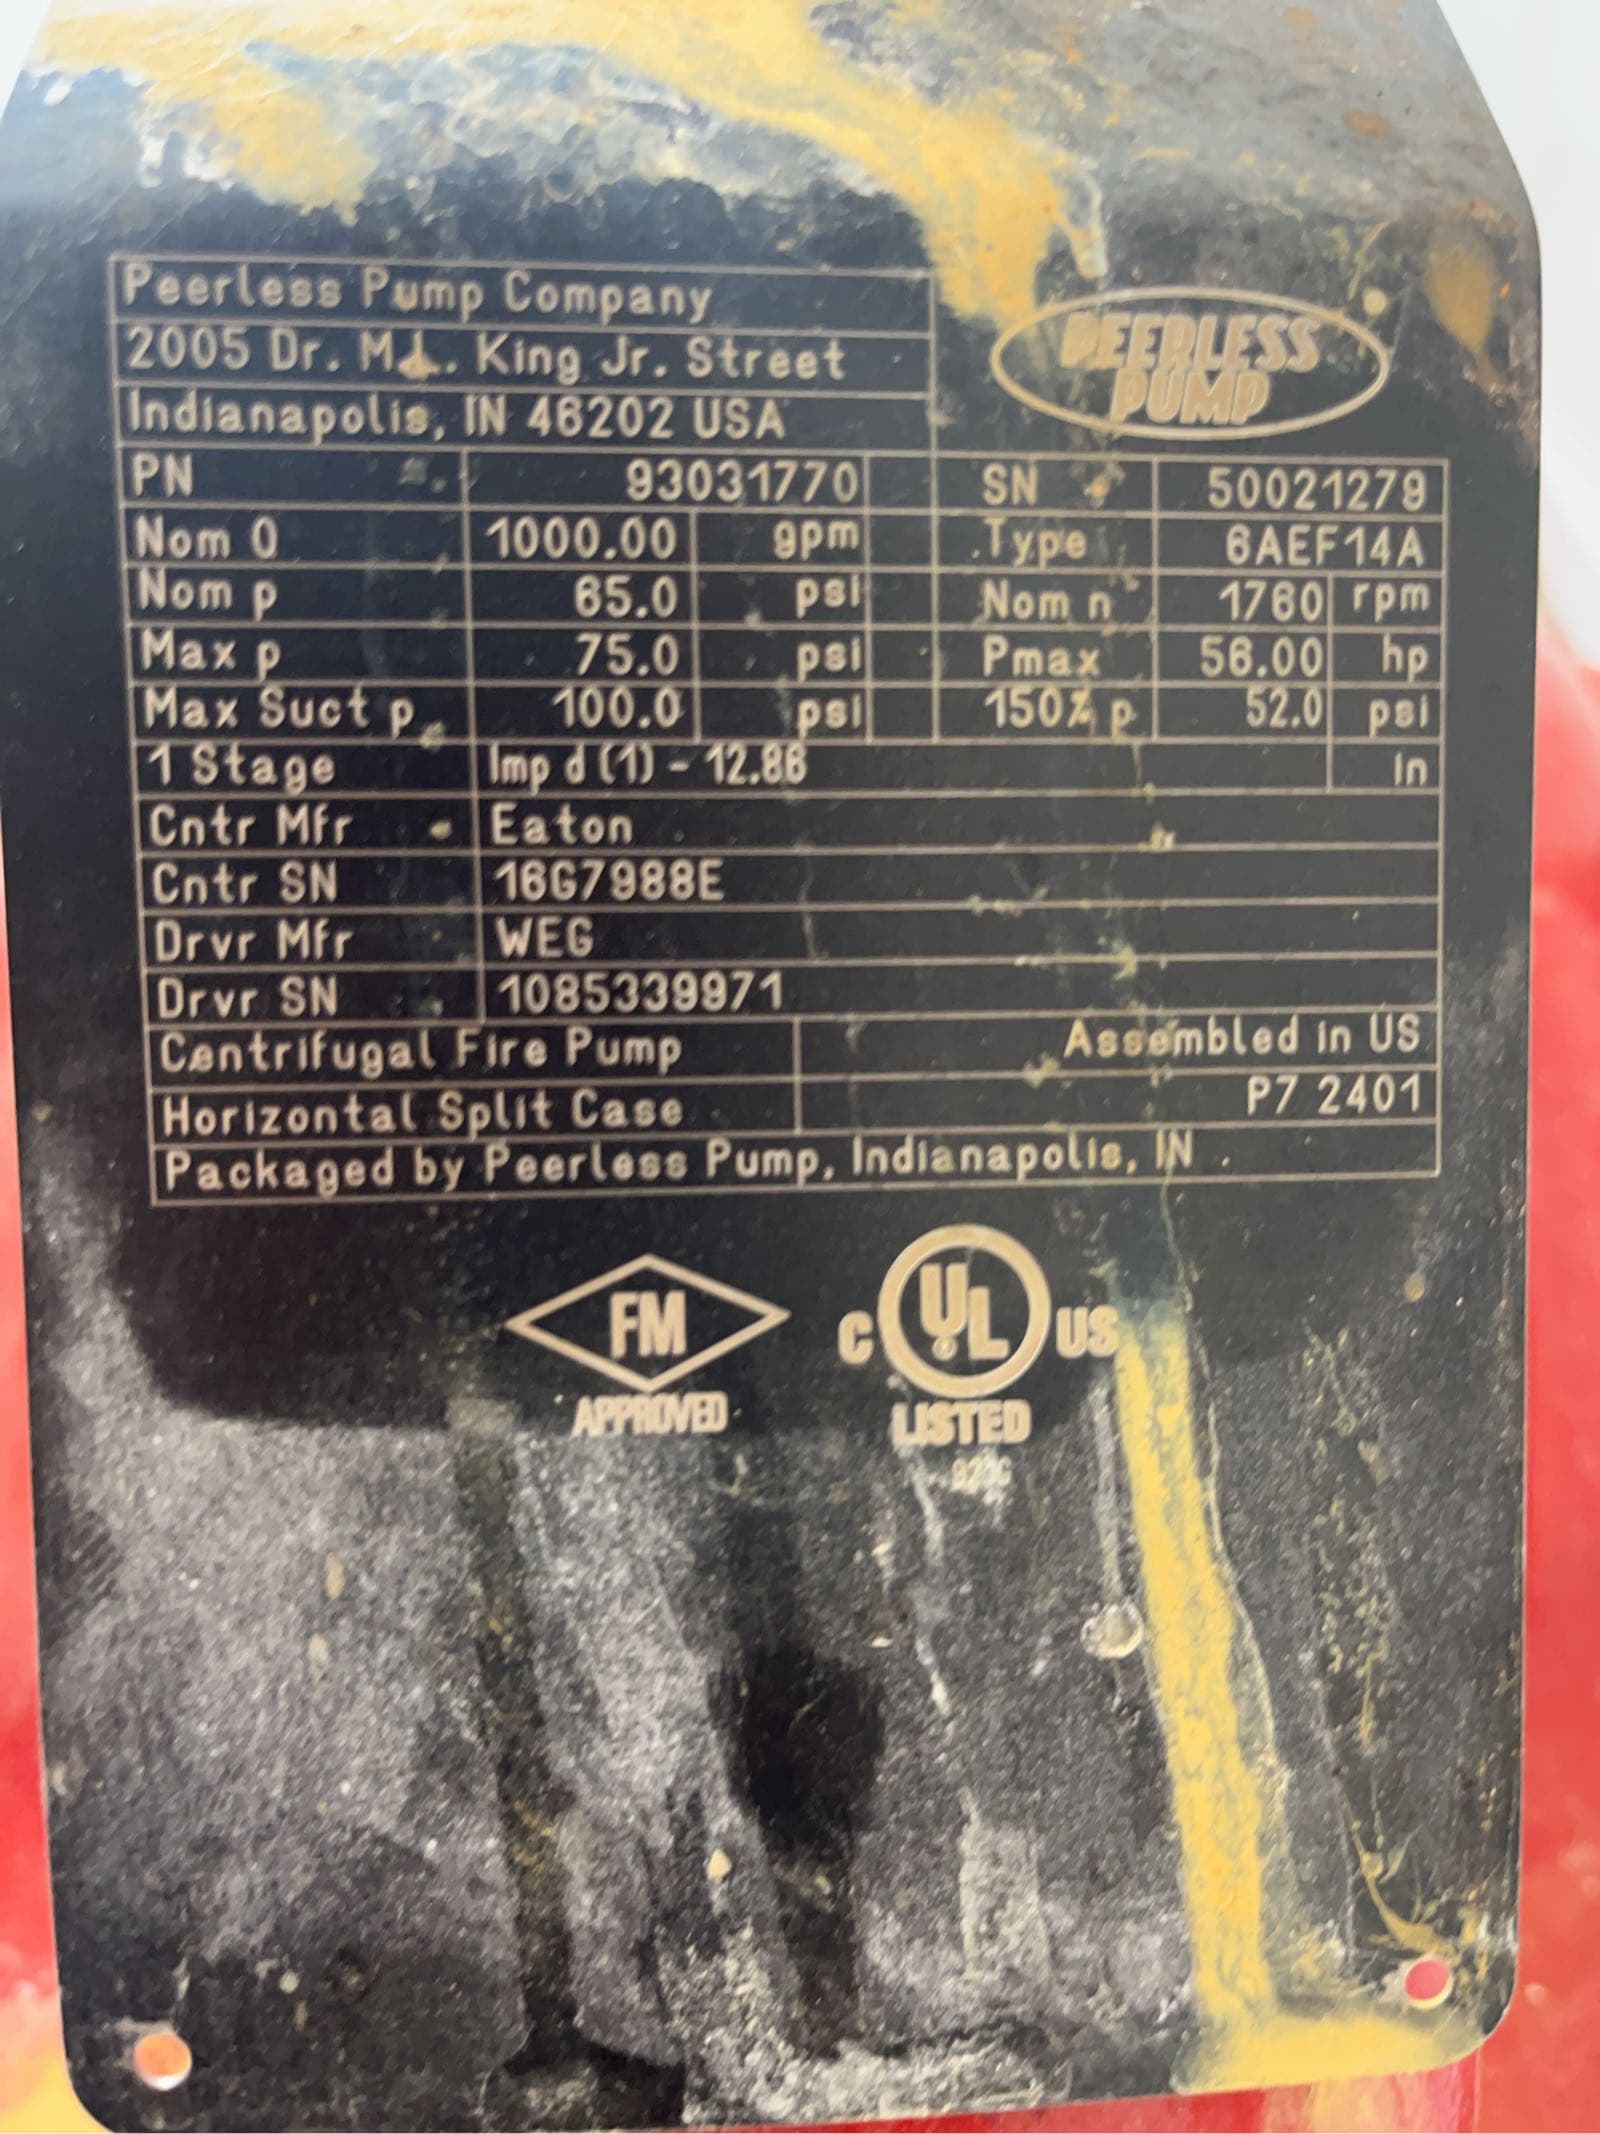 Peerless Pump Company
2005 Dr. M.L. King Jr. Street
Indianapolis, IN 46202 USA
PEERLESS
PUMP
PN 93031770 SN 50021279
Nom Q 1000.00 gpm Type 6AEF14A
Nom p 65.0 psi Nom n 1760 rpm
Max p 75.0 psi Pmax 56.00 hp
Max Suct p 100.0 psi 150% p 52.0 psi
1 Stage Imp d (1) - 12.86 in
Cntr Mfr Eaton
Cntr SN 16G7988E
Drvr Mfr WEG
Drvr SN 1085339971
Centrifugal Fire Pump Assembled in US
Horizontal Split Case P7 2401
Packaged by Peerless Pump, Indianapolis, IN
FM
APPROVED
C UL US
LISTED